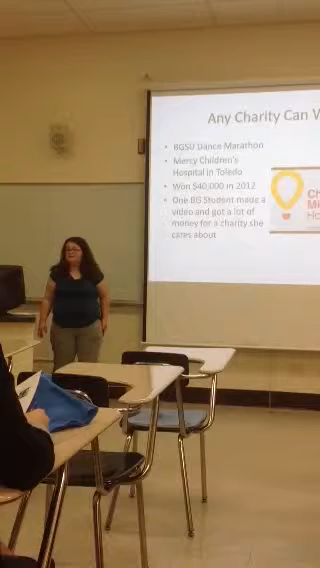 Any Charity Can
• BGSU Dance Marathon
• Mercy Children's
Hospital in Toledo
• Won $40,000 in 2012
• One BG Student made a
video and got a lot of
money for a charity she
cares about